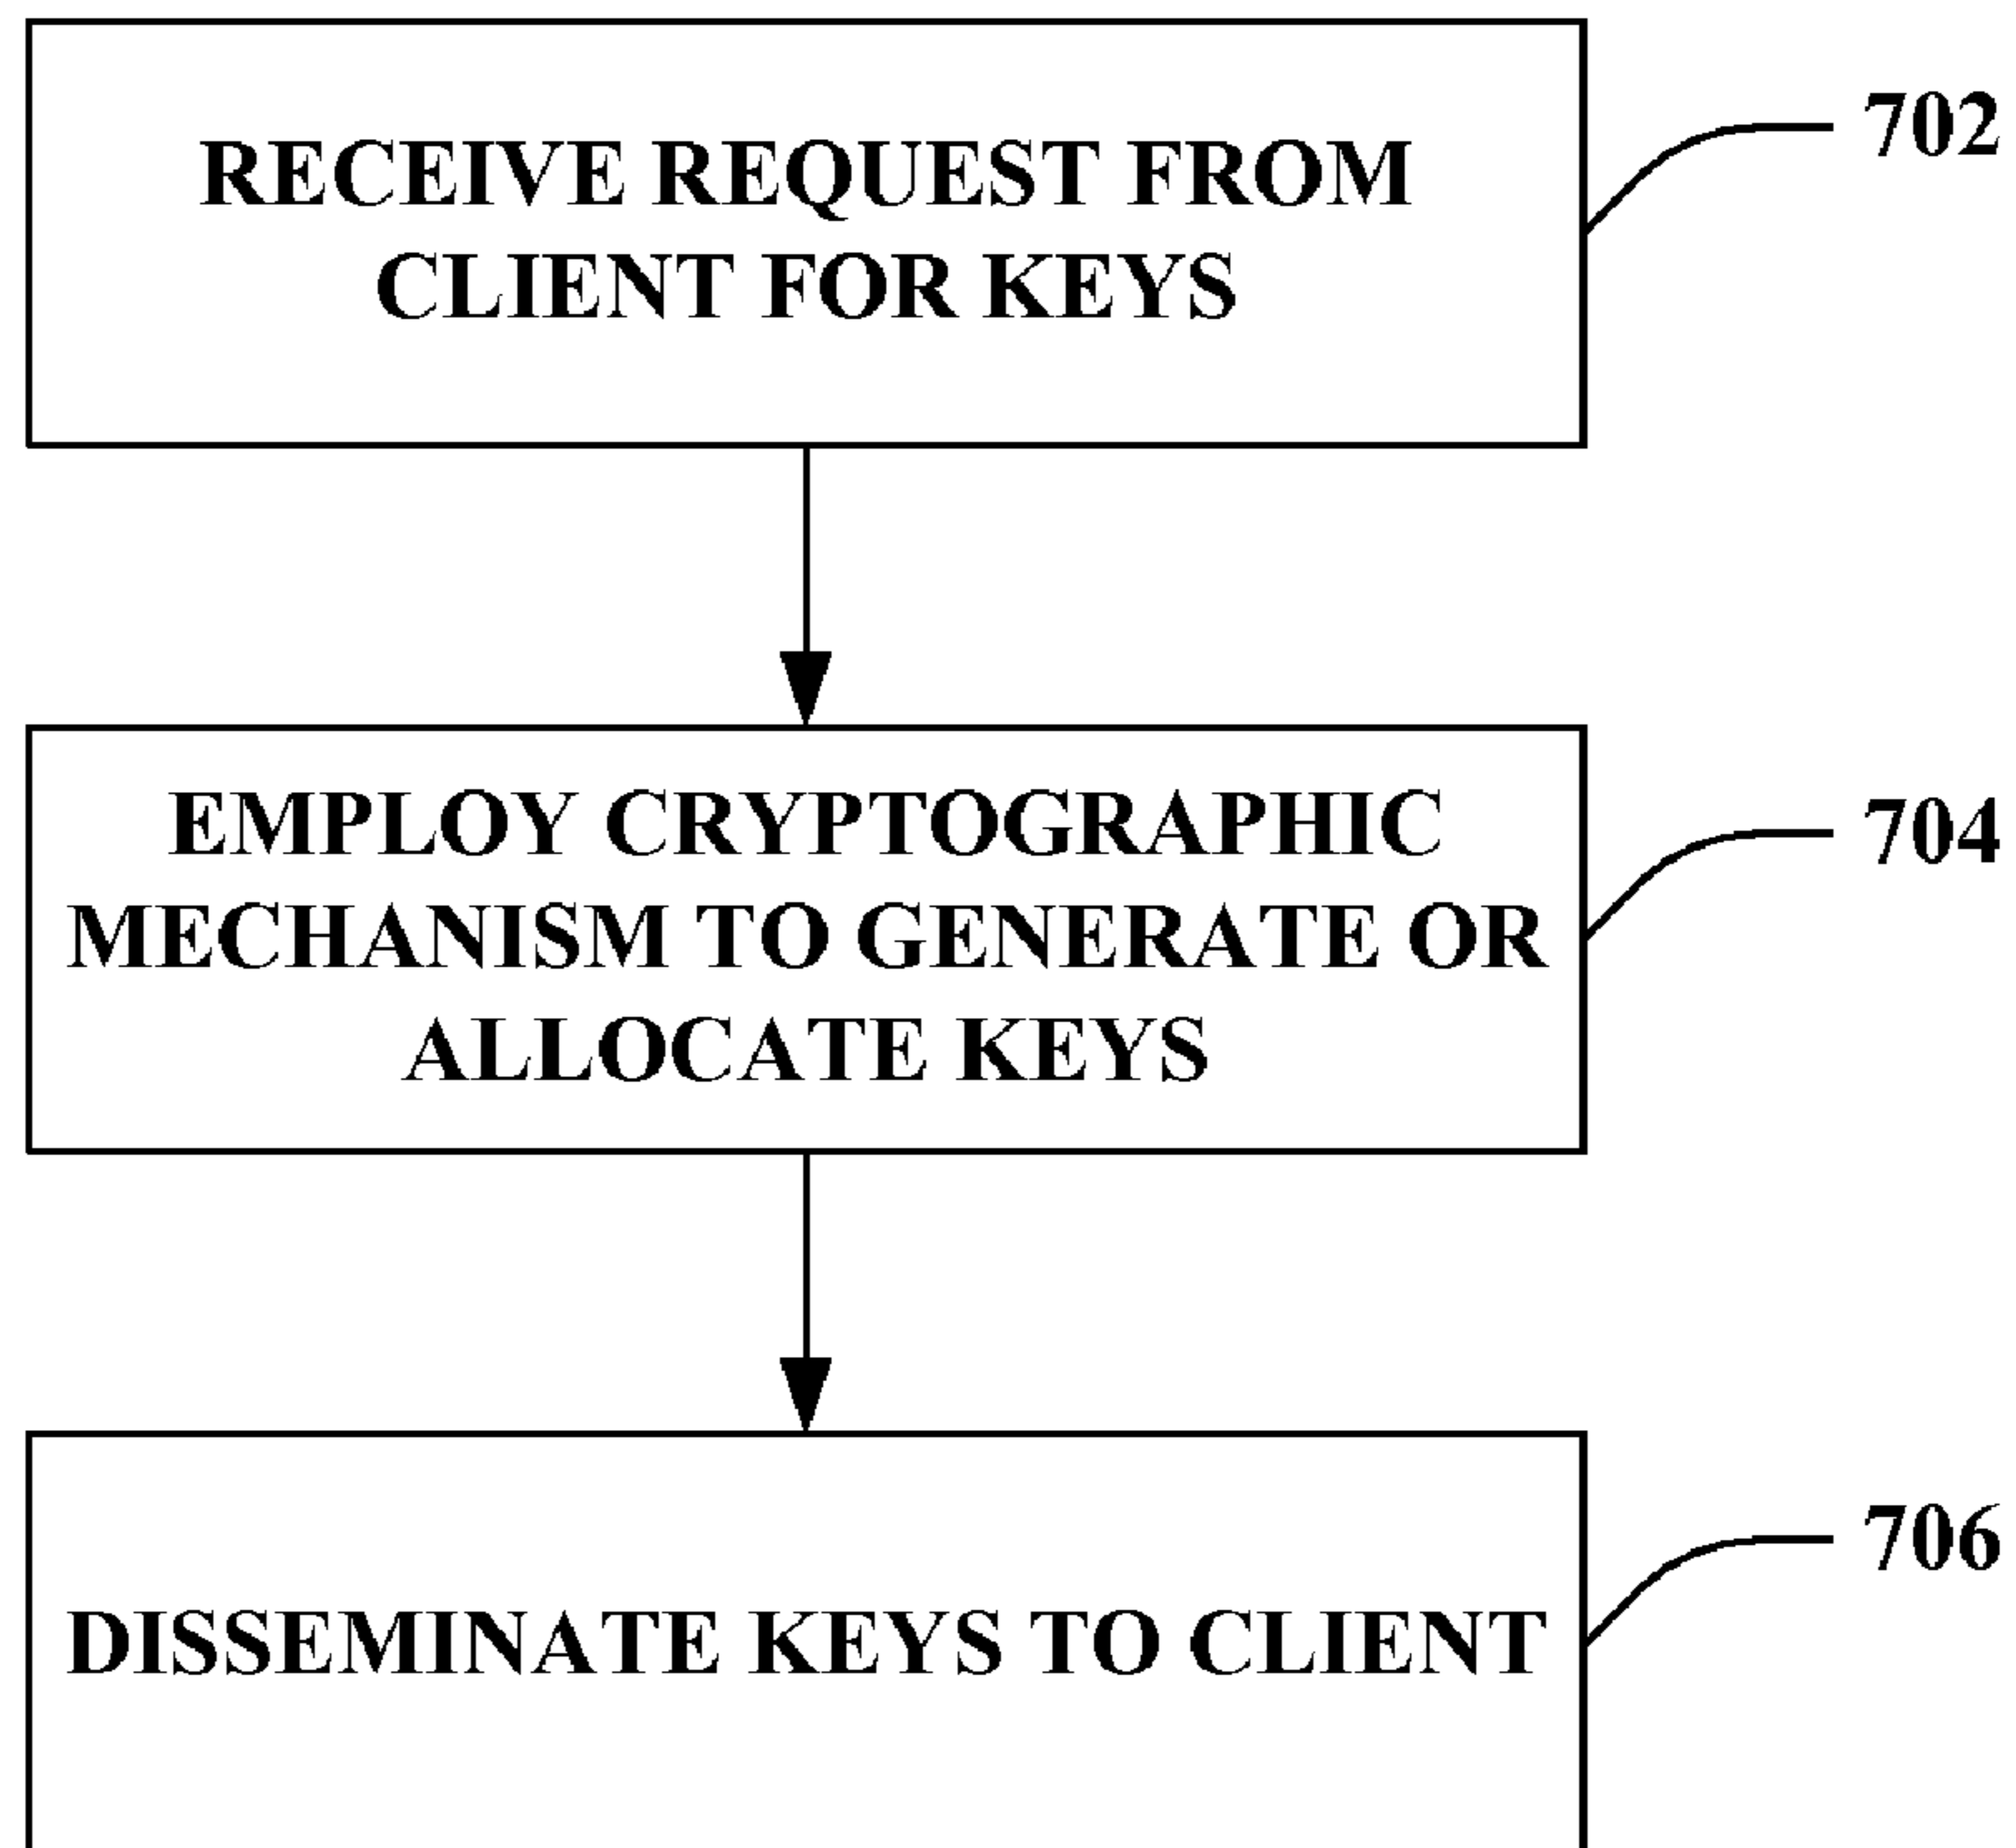 RECEIVE REQUEST FROM
CLIENT FOR KEYS
702
EMPLOY CRYPTOGRAPHIC
MECHANISM TO GENERATE OR
ALLOCATE KEYS
704
DISSEMINATE KEYS TO CLIENT
706